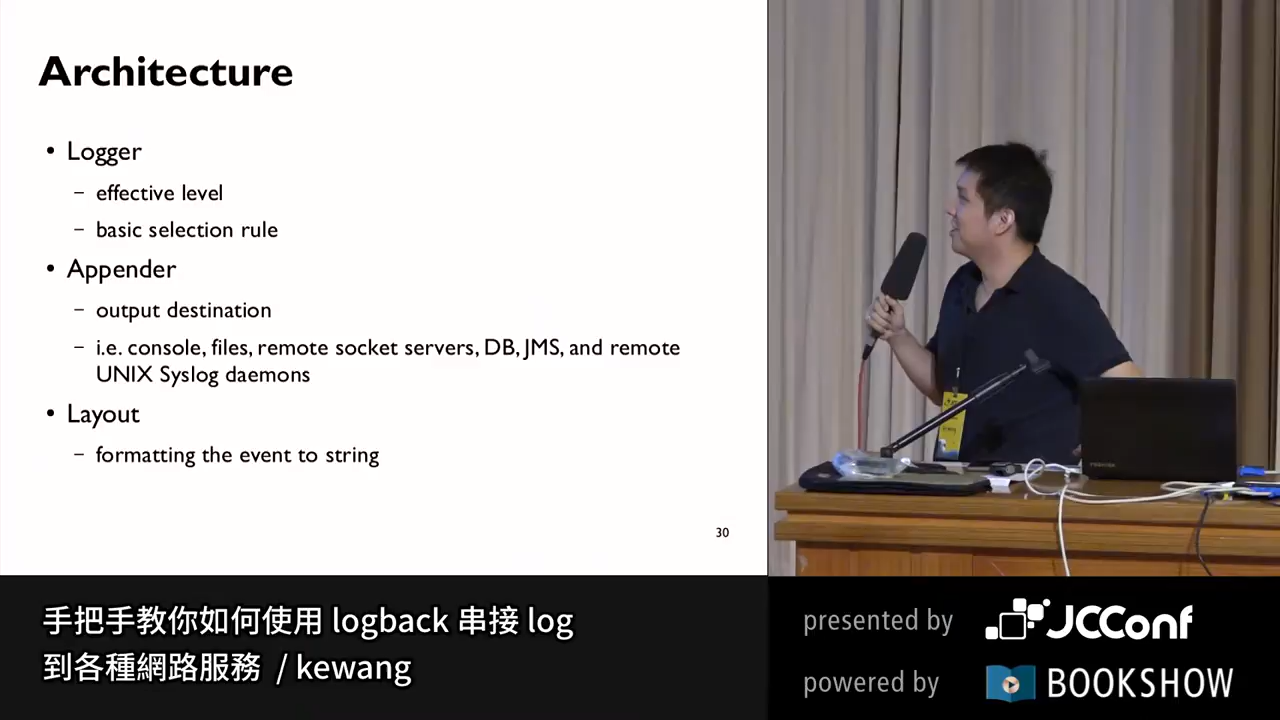 Architecture
• Logger
– effective level
– basic selection rule
• Appender
– output destination
– i.e. console, files, remote socket servers, DB, JMS, and remote
UNIX Syslog daemons
• Layout
– formatting the event to string
30
手把手教你如何使用 logback 串接 log
到各種網路服務 / kewang
presented by JCConf
powered by BOOKSHOW
TOSHIBA